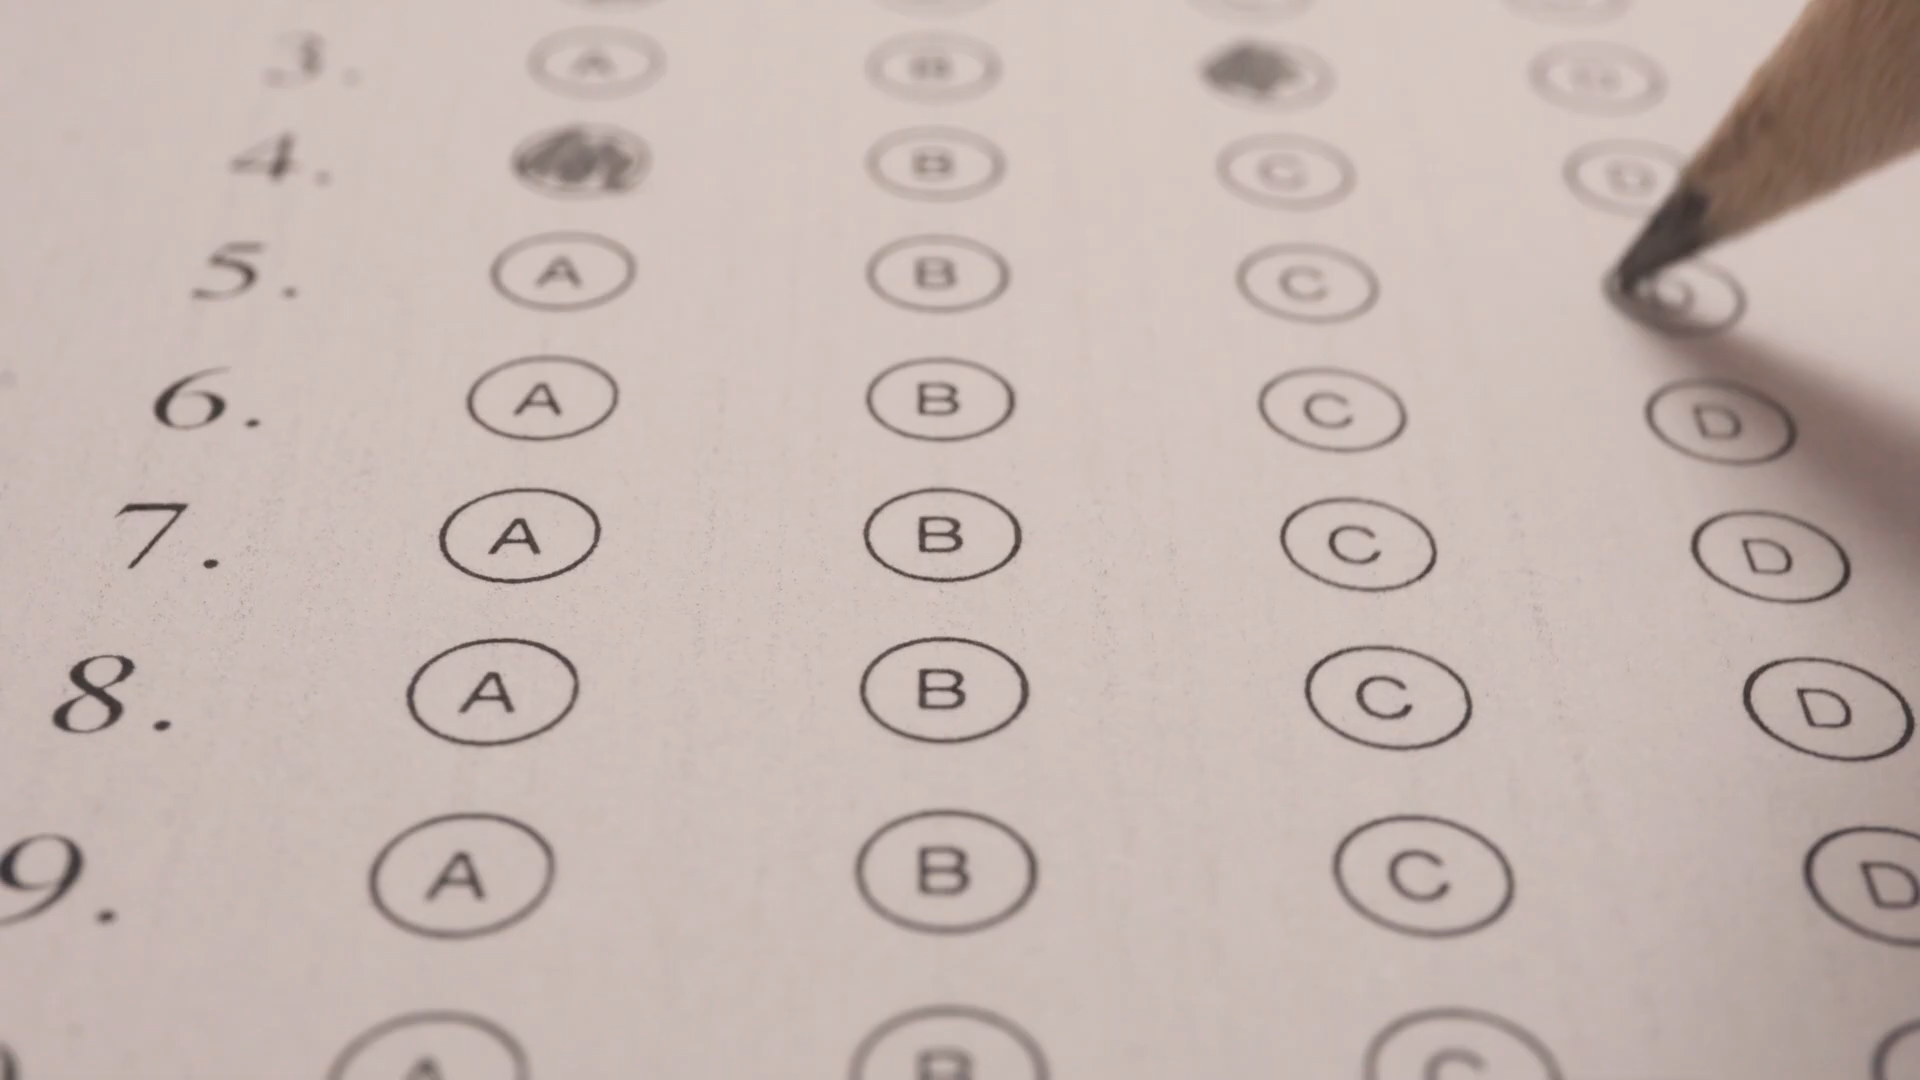 3. A B
4. B C D
5. A B C
6. A B C D
7. A B C D
8. A B C D
9. A B C D
A B C